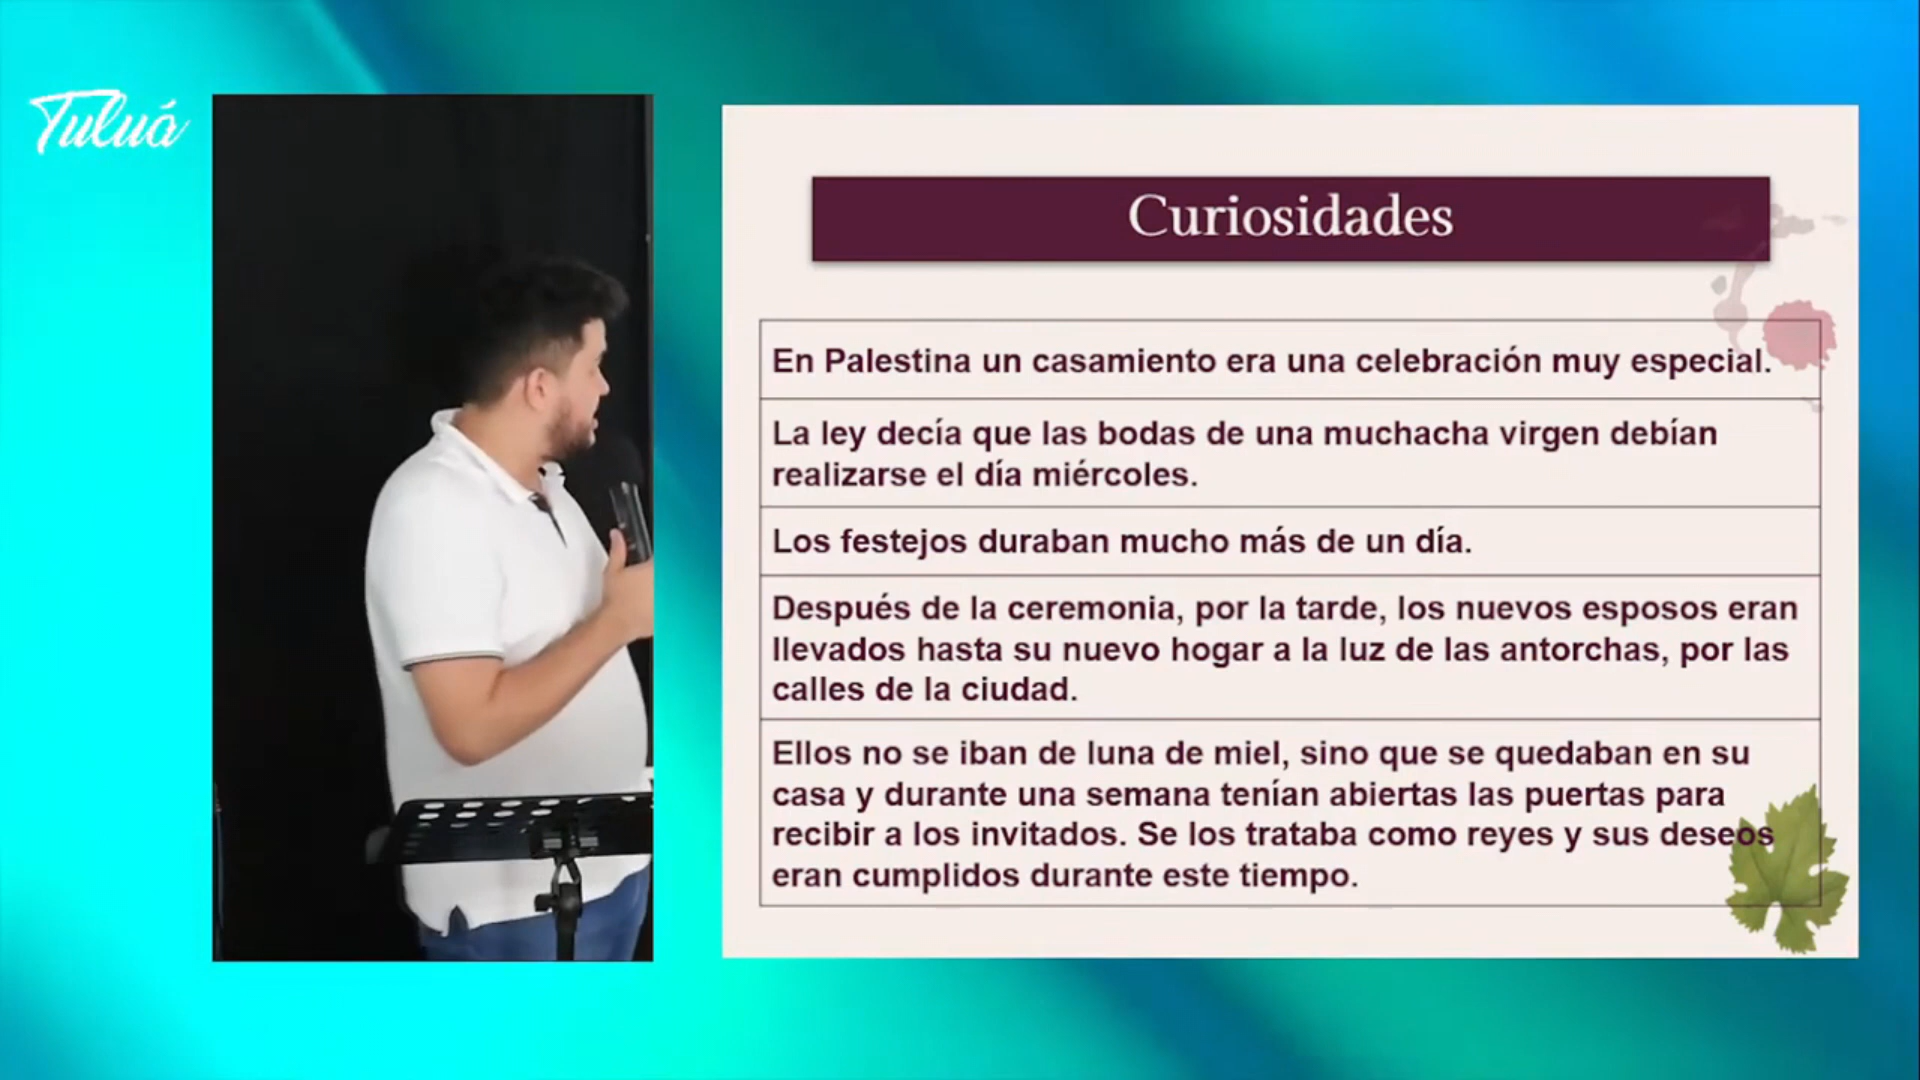 Tuluá
Curiosidades
En Palestina un casamiento era una celebración muy especial.
La ley decía que las bodas de una muchacha virgen debían
realizarse el día miércoles.
Los festejos duraban mucho más de un día.
Después de la ceremonia, por la tarde, los nuevos esposos eran
llevados hasta su nuevo hogar a la luz de las antorchas, por las
calles de la ciudad.
Ellos no se iban de luna de miel, sino que se quedaban en su
casa y durante una semana tenían abiertas las puertas para
recibir a los invitados. Se los trataba como reyes y sus deseos
eran cumplidos durante este tiempo.